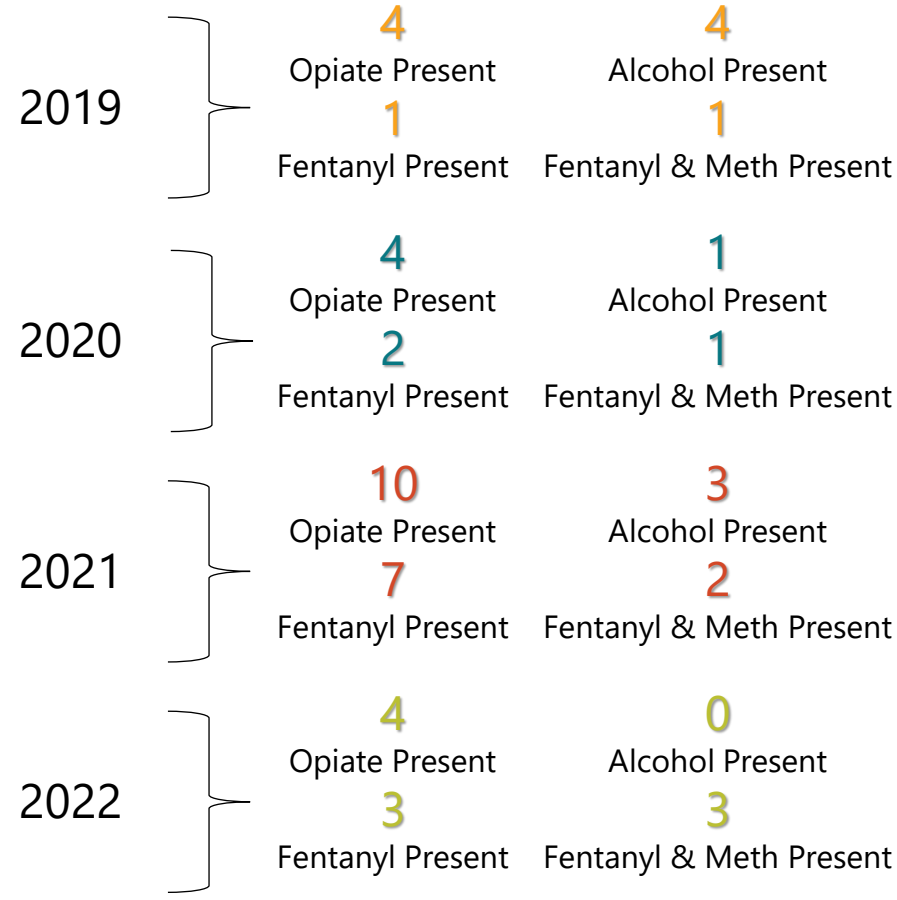 2019
4 4
Opiate Present Alcohol Present
1 1
Fentanyl Present Fentanyl & Meth Present
2020
4 1
Opiate Present Alcohol Present
2 1
Fentanyl Present Fentanyl & Meth Present
2021
10 3
Opiate Present Alcohol Present
7 2
Fentanyl Present Fentanyl & Meth Present
2022
4 0
Opiate Present Alcohol Present
3 3
Fentanyl Present Fentanyl & Meth Present